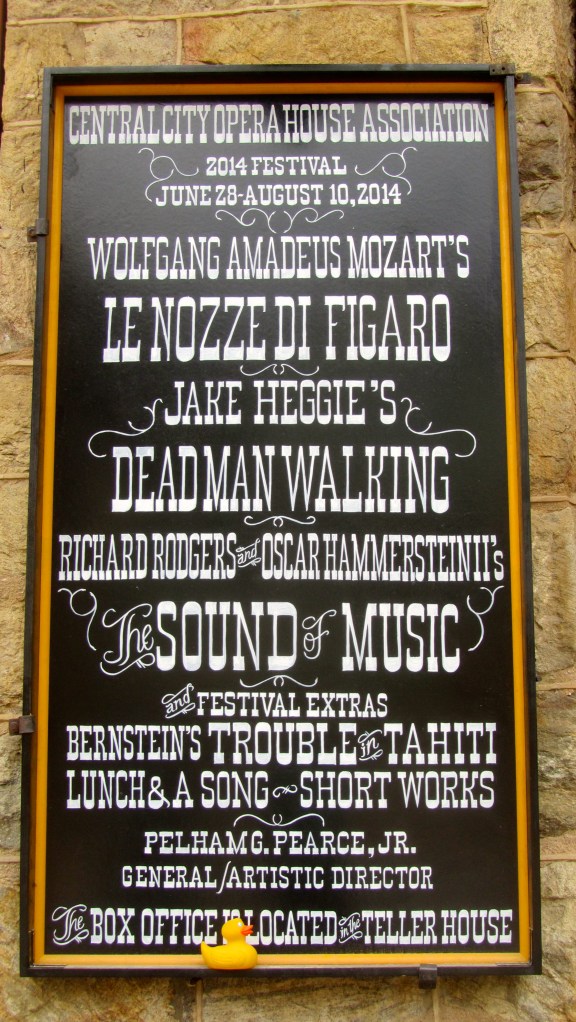 CENTRAL CITY OPERA HOUSE ASSOCIATION
2014 FESTIVAL
JUNE 28-AUGUST 10, 2014
WOLFGANG AMADEUS MOZART'S
LE NOZZE DI FIGARO
JAKE HEGGIE'S
DEAD MAN WALKING
RICHARD RODGERS and OSCAR HAMMERSTEIN II's
The SOUND of MUSIC
and FESTIVAL EXTRAS
BERNSTEIN'S TROUBLE in TAHITI
LUNCH & A SONG ~ SHORT WORKS
PELHAM G. PEARCE, JR.
GENERAL/ARTISTIC DIRECTOR
The BOX OFFICE IS LOCATED in the TELLER HOUSE